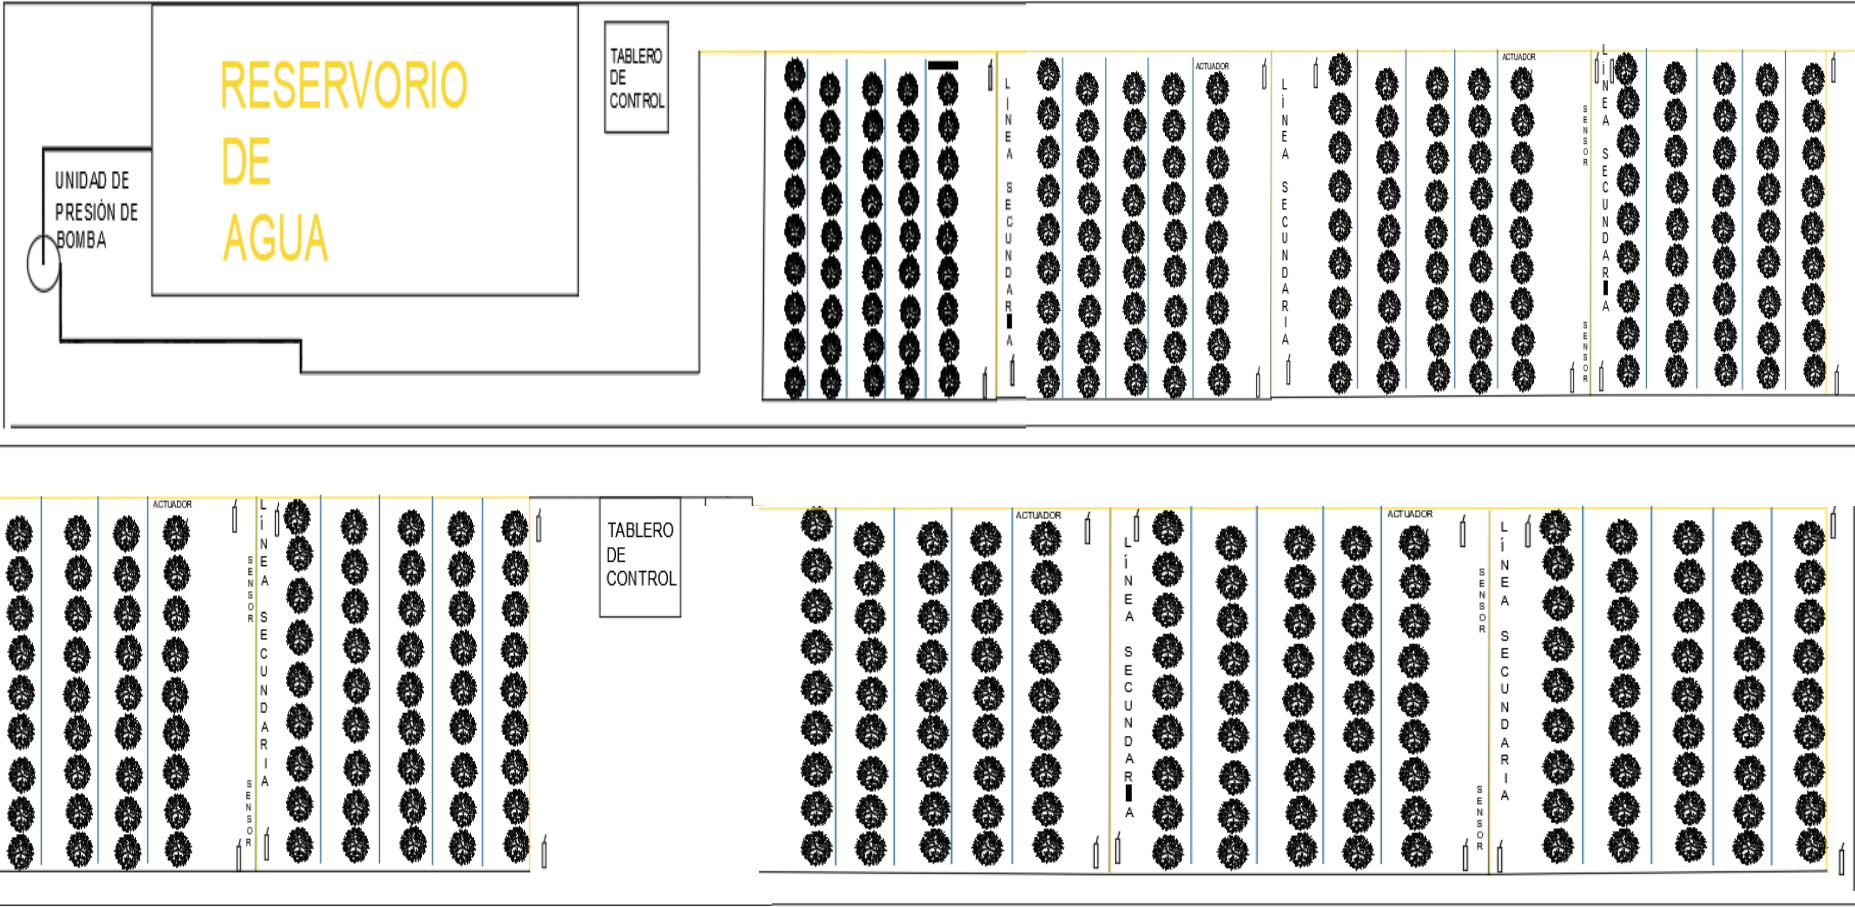 RESERVORIO
DE
AGUA
TABLERO
DE
CONTROL
UNIDAD DE
PRESIÓN DE
BOMBA
LÍNEA SECUNDARIA
ACTUADOR
LÍNEA SECUNDARIA
ACTUADOR
SENSOR
SENSOR
LÍNEA SECUNDARIA
ACTUADOR
SENSOR
SENSOR
LÍNEA SECUNDARIA
TABLERO
DE
CONTROL
ACTUADOR
LÍNEA SECUNDARIA
ACTUADOR
SENSOR
SENSOR
LÍNEA SECUNDARIA